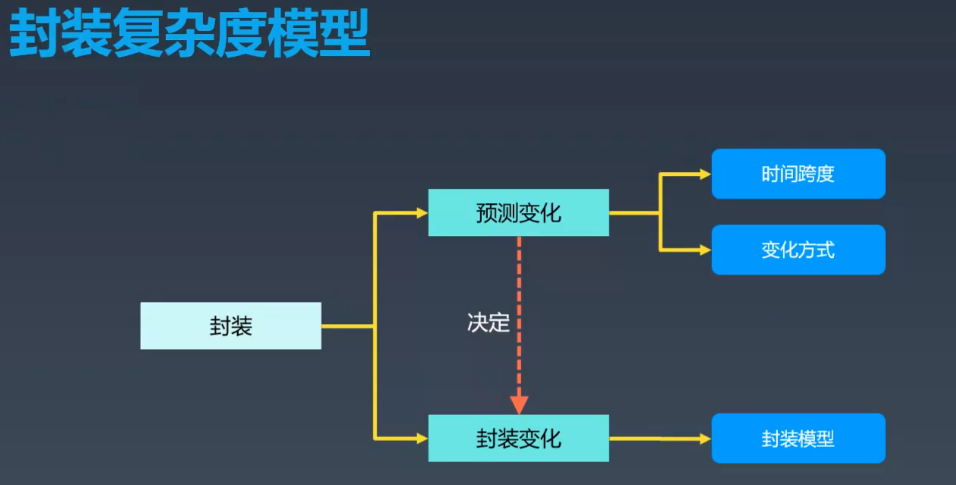 封装复杂度模型
时间跨度
预测变化
变化方式
决定
封装
封装变化
封装模型